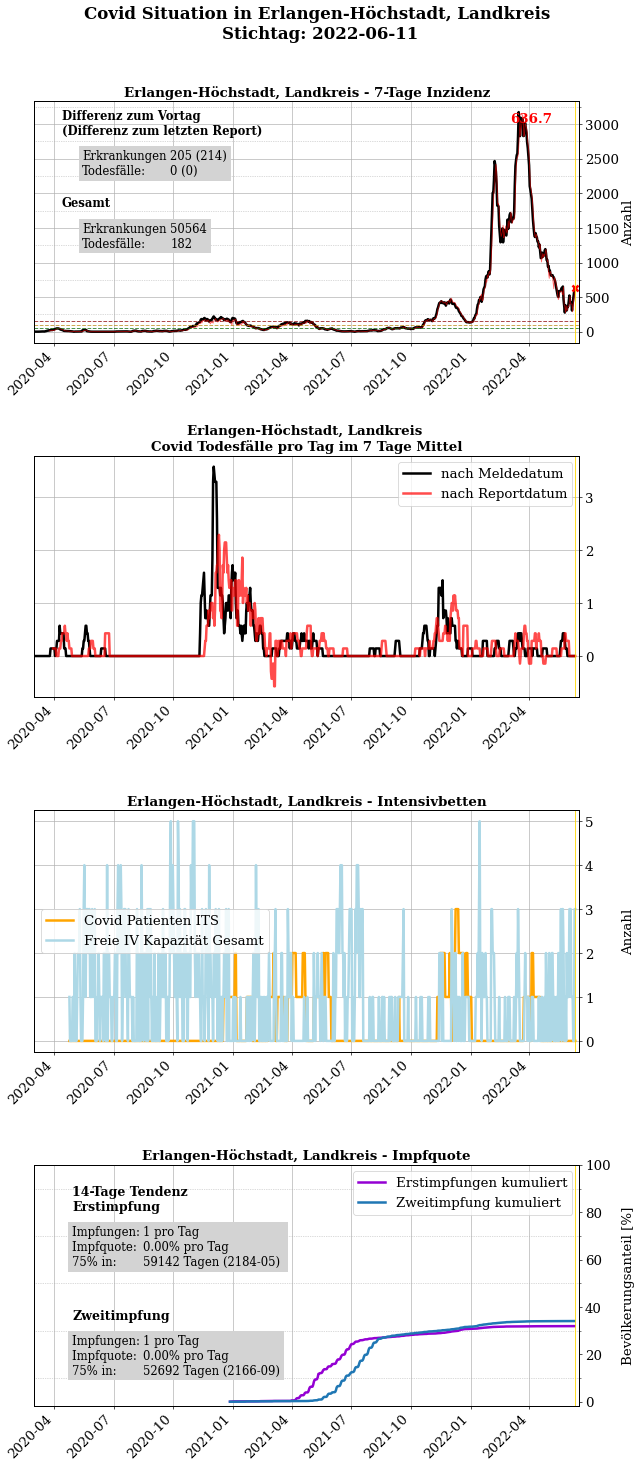 Covid Situation in Erlangen-Höchstadt, Landkreis
Stichtag: 2022-06-11
Erlangen-Höchstadt, Landkreis - 7-Tage Inzidenz
Differenz zum Vortag
(Differenz zum letzten Report)
Erkrankungen 205 (214)
Todesfälle: 0 (0)
Gesamt
Erkrankungen 50564
Todesfälle: 182
636.7
3000
2500
2000
1500
1000
500
0
Anzahl
2020-04 2020-07 2020-10 2021-01 2021-04 2021-07 2021-10 2022-01 2022-04
Erlangen-Höchstadt, Landkreis
Covid Todesfälle pro Tag im 7 Tage Mittel
nach Meldedatum
nach Reportdatum
3
2
1
0
2020-04 2020-07 2020-10 2021-01 2021-04 2021-07 2021-10 2022-01 2022-04
Erlangen-Höchstadt, Landkreis - Intensivbetten
Covid Patienten ITS
Freie IV Kapazität Gesamt
5
4
3
2
1
0
Anzahl
2020-04 2020-07 2020-10 2021-01 2021-04 2021-07 2021-10 2022-01 2022-04
Erlangen-Höchstadt, Landkreis - Impfquote
14-Tage Tendenz
Erstimpfung
Impfungen: 1 pro Tag
Impfquote: 0.00% pro Tag
75% in: 59142 Tagen (2184-05)
Zweitimpfung
Impfungen: 1 pro Tag
Impfquote: 0.00% pro Tag
75% in: 52692 Tagen (2166-09)
Erstimpfungen kumuliert
Zweitimpfung kumuliert
100
80
60
40
20
0
Bevölkerungsanteil [%]
2020-04 2020-07 2020-10 2021-01 2021-04 2021-07 2021-10 2022-01 2022-04